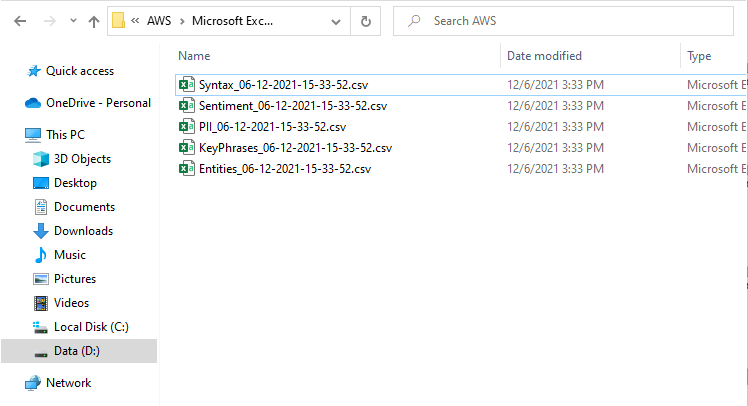 AWS Microsoft Exc...
Search AWS
Name Date modified Type
Quick access
OneDrive - Personal
This PC
3D Objects
Desktop
Documents
Downloads
Music
Pictures
Videos
Local Disk (C:)
Data (D:)
Network
Syntax_06-12-2021-15-33-52.csv 12/6/2021 3:33 PM Microsoft E
Sentiment_06-12-2021-15-33-52.csv 12/6/2021 3:33 PM Microsoft E
PII_06-12-2021-15-33-52.csv 12/6/2021 3:33 PM Microsoft E
KeyPhrases_06-12-2021-15-33-52.csv 12/6/2021 3:33 PM Microsoft E
Entities_06-12-2021-15-33-52.csv 12/6/2021 3:33 PM Microsoft E